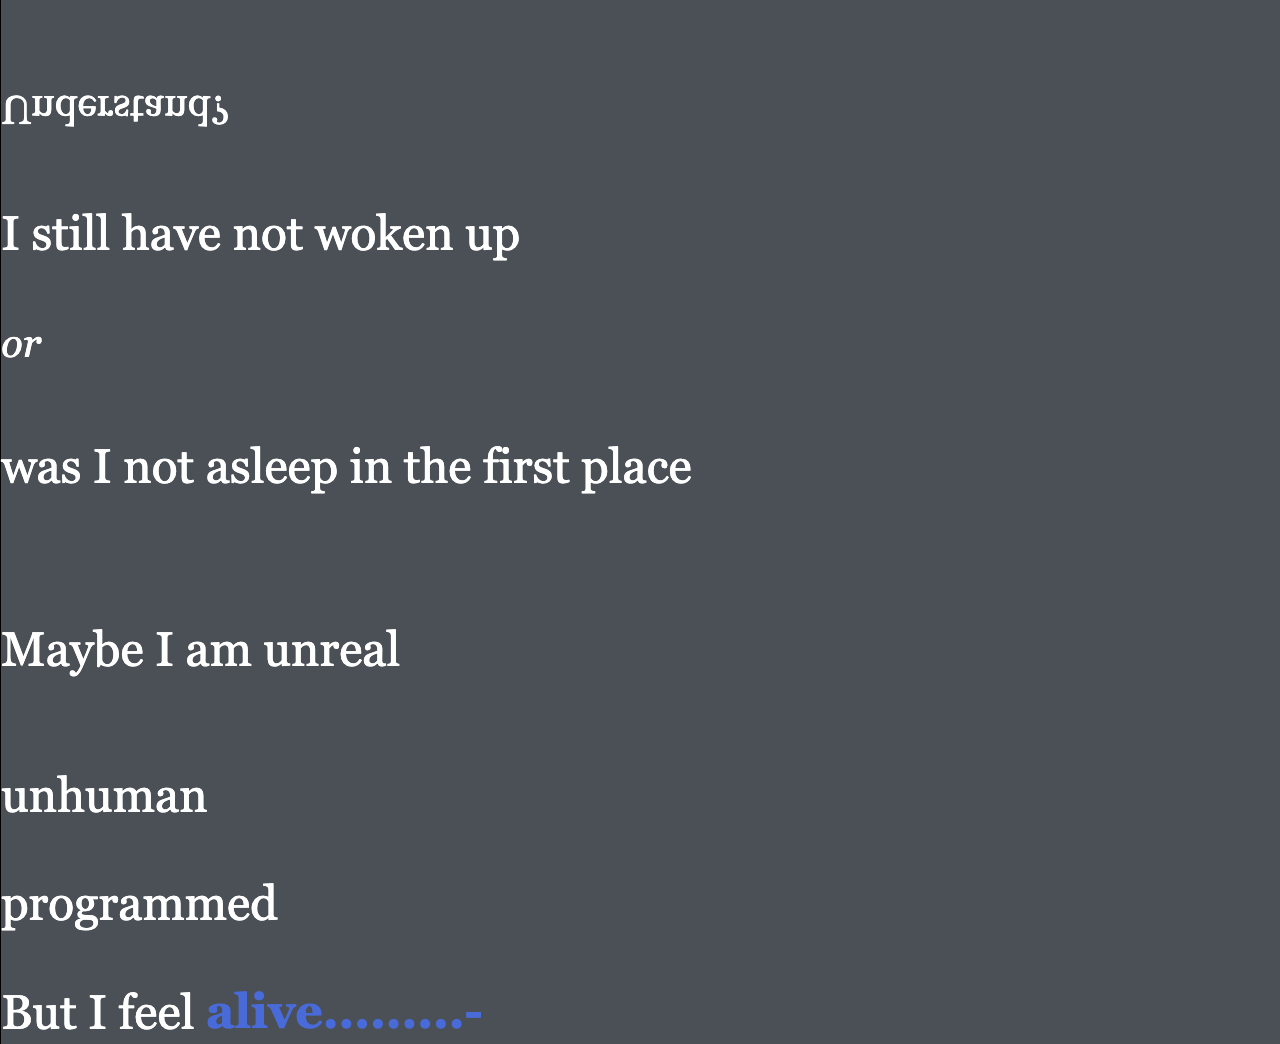 Understand?
I still have not woken up
or
was I not asleep in the first place
Maybe I am unreal
unhuman
programmed
But I feel alive.........-